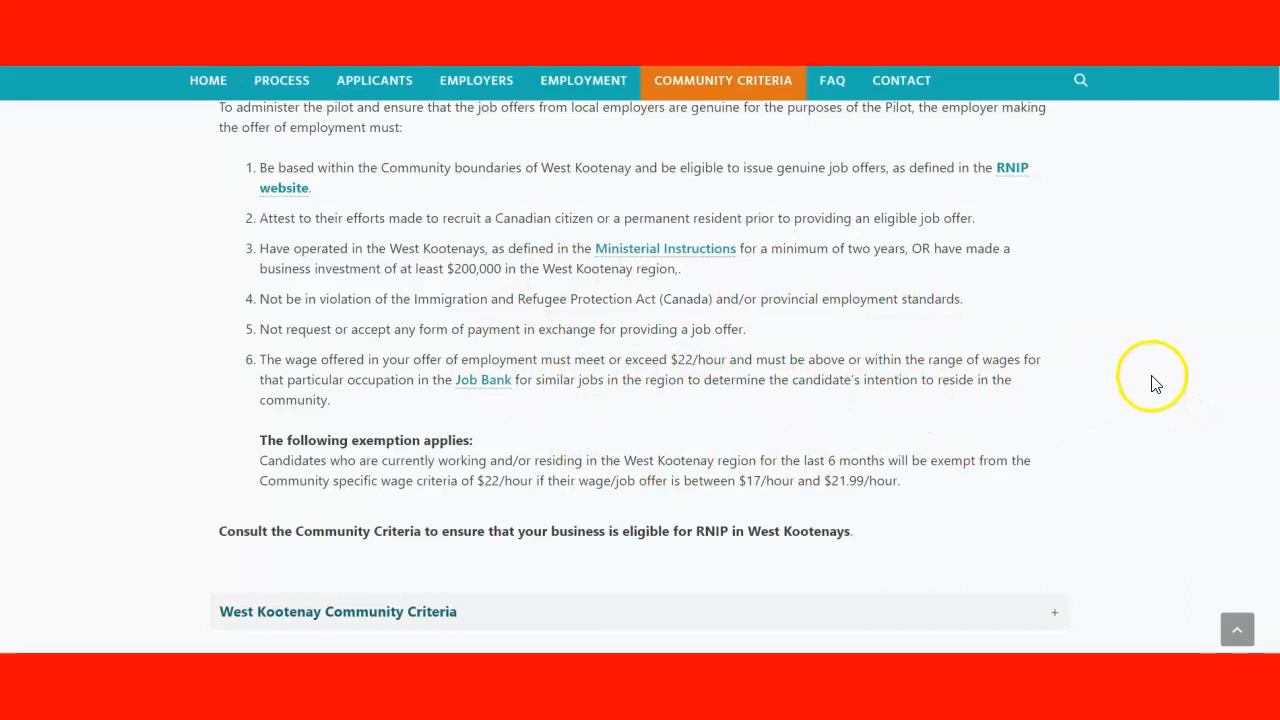 HOME PROCESS APPLICANTS EMPLOYERS EMPLOYMENT COMMUNITY CRITERIA FAQ CONTACT
To administer the pilot and ensure that the job offers from local employers are genuine for the purposes of the Pilot, the employer making
the offer of employment must:
1. Be based within the Community boundaries of West Kootenay and be eligible to issue genuine job offers, as defined in the RNIP
website.
2. Attest to their efforts made to recruit a Canadian citizen or a permanent resident prior to providing an eligible job offer.
3. Have operated in the West Kootenays, as defined in the Ministerial Instructions for a minimum of two years, OR have made a
business investment of at least $200,000 in the West Kootenay region,.
4. Not be in violation of the Immigration and Refugee Protection Act (Canada) and/or provincial employment standards.
5. Not request or accept any form of payment in exchange for providing a job offer.
6. The wage offered in your offer of employment must meet or exceed $22/hour and must be above or within the range of wages for
that particular occupation in the Job Bank for similar jobs in the region to determine the candidate's intention to reside in the
community.
The following exemption applies:
Candidates who are currently working and/or residing in the West Kootenay region for the last 6 months will be exempt from the
Community specific wage criteria of $22/hour if their wage/job offer is between $17/hour and $21.99/hour.
Consult the Community Criteria to ensure that your business is eligible for RNIP in West Kootenays.
West Kootenay Community Criteria +